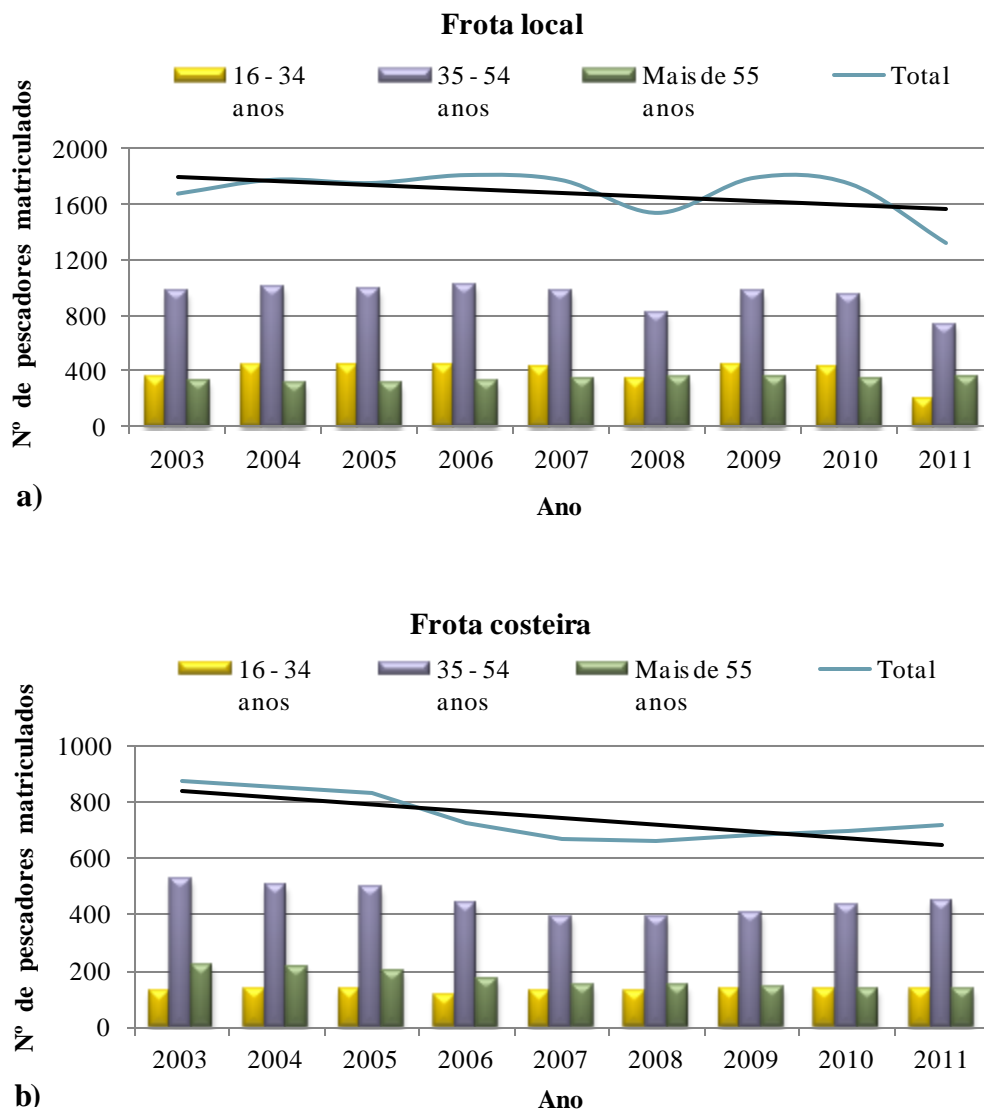 Frota local
16 - 34 anos
35 - 54 anos
Mais de 55 anos
Total
Nº de pescadores matriculados
2000
1600
1200
800
400
0
2003 2004 2005 2006 2007 2008 2009 2010 2011
a)
Ano
Frota costeira
16 - 34 anos
35 - 54 anos
Mais de 55 anos
Total
Nº de pescadores matriculados
1000
800
600
400
200
0
2003 2004 2005 2006 2007 2008 2009 2010 2011
b)
Ano